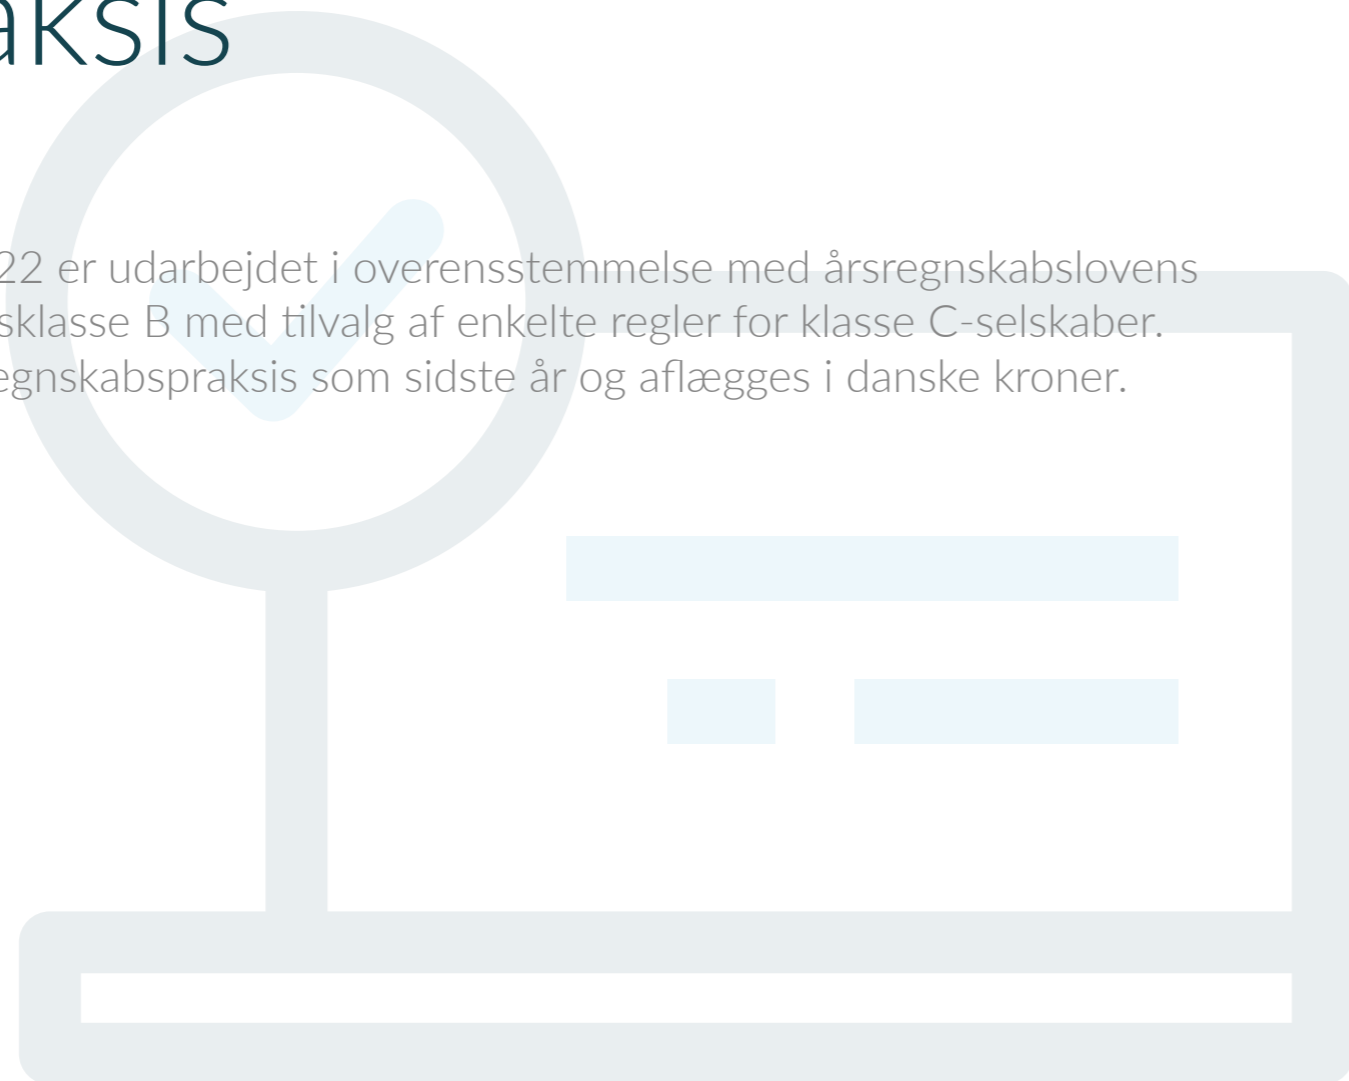 aksis
22 er udarbejdet i overensstemmelse med årsregnskabslovens
sklasse B med tilvalg af enkelte regler for klasse C-selskaber.
egnskabspraksis som sidste år og aflægges i danske kroner.